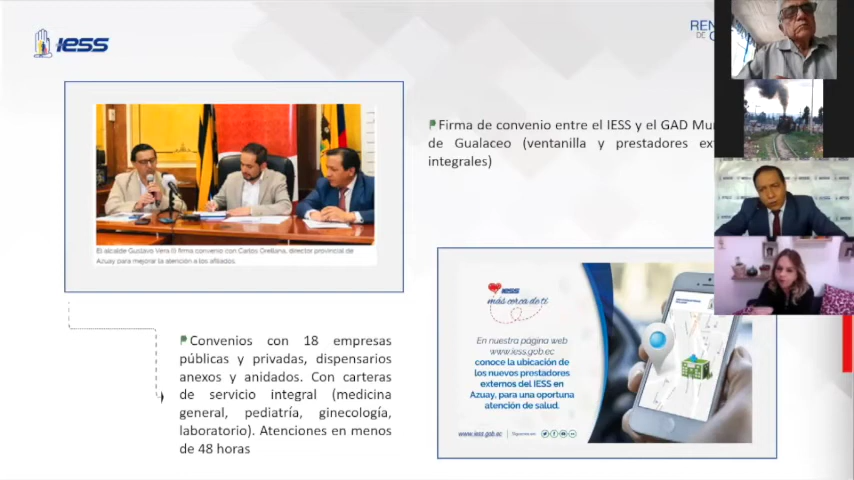 IESS
REN
DE
Firma de convenio entre el IESS y el GAD Mu
de Gualaceo (ventanilla y prestadores ex
integrales)
El alcalde Gustavo Vera (i) firma convenio con Carlos Orellana, director provincial de
Azuay para mejorar la atención a los afiliados.
Convenios con 18 empresas
públicas y privadas, dispensarios
anexos y anidados. Con carteras
de servicio integral (medicina
general, pediatría, ginecología,
laboratorio). Atenciones en menos
de 48 horas
IESS
más cerca de ti
En nuestra página web
www.iess.gob.ec
conoce la ubicación de
los nuevos prestadores
externos del IESS en
Azuay, para una oportuna
atención de salud.
www.iess.gob.ec